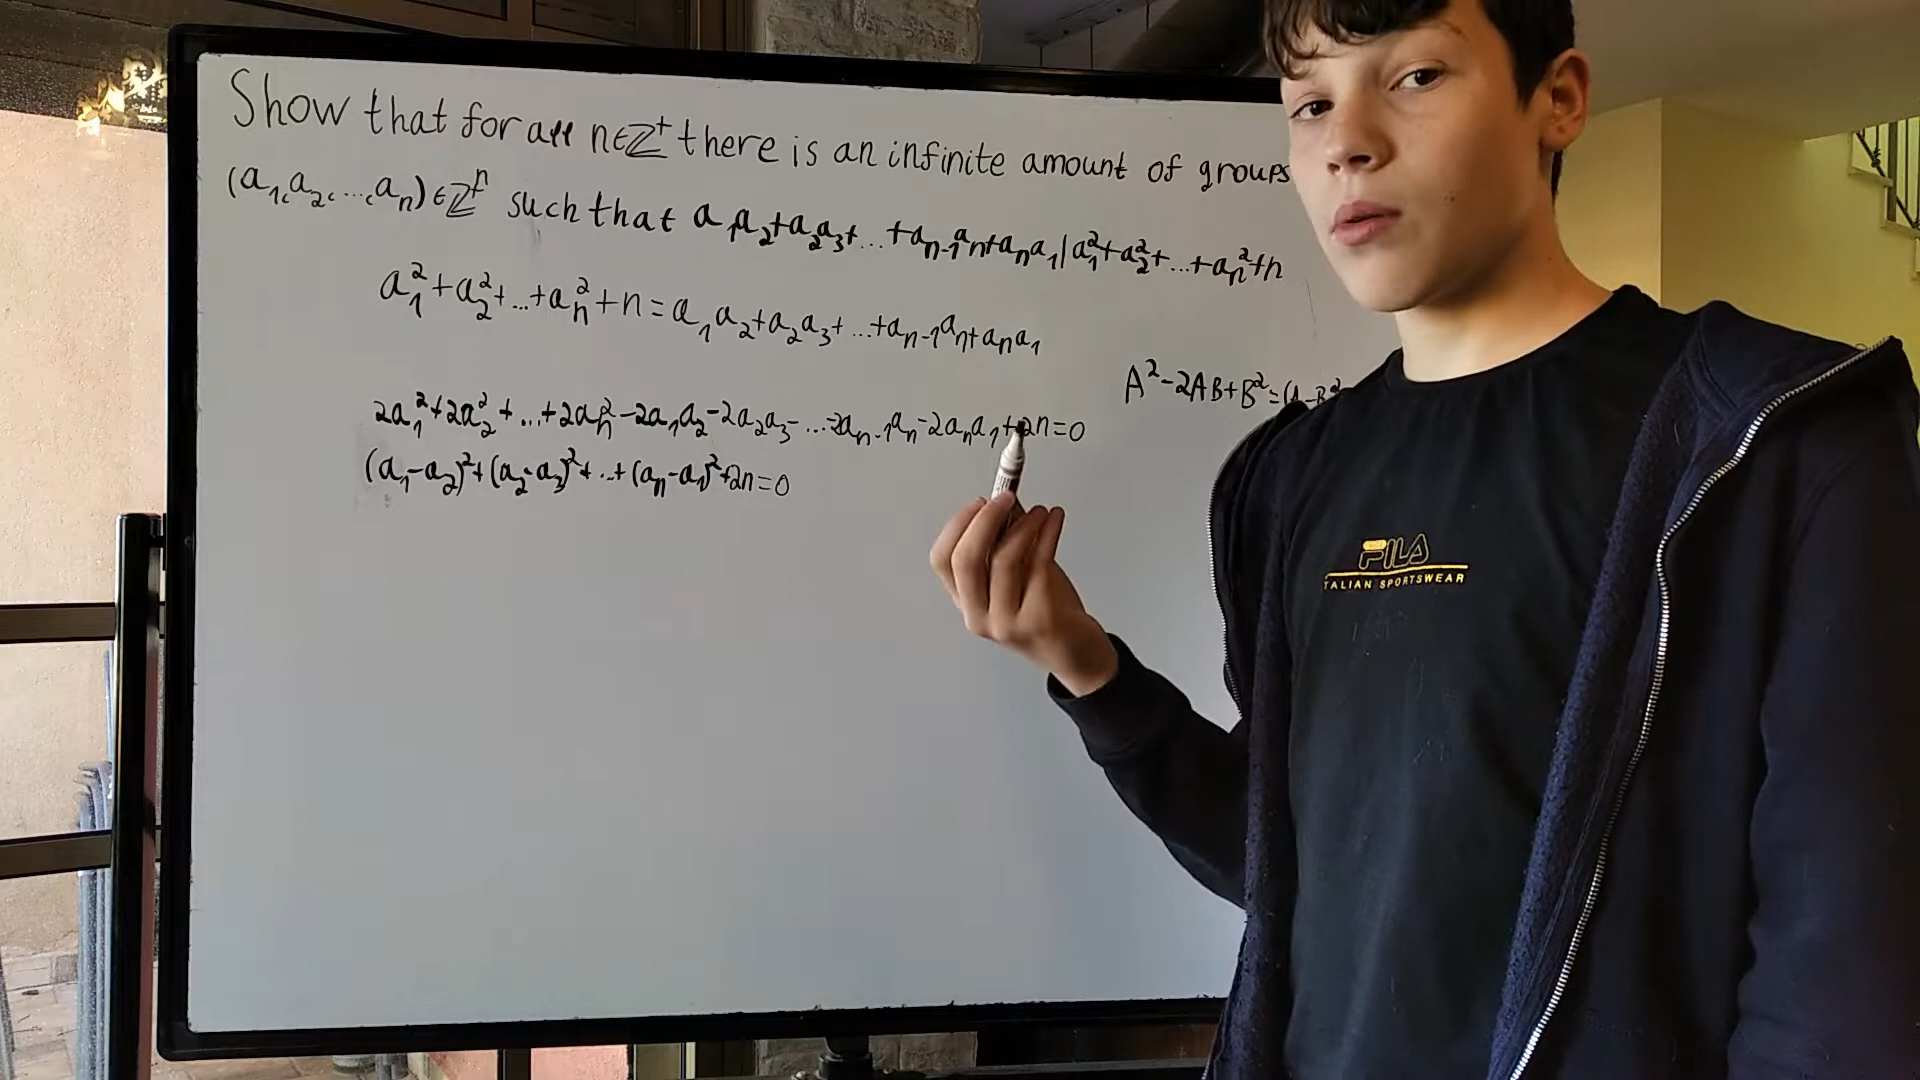 Show that for all n∈ℤ⁺ there is an infinite amount of groups
(a₁,a₂,...,aₙ)∈ℤⁿ such that a₁a₂+a₂a₃+...+aₙ₋₁aₙ+aₙa₁|a₁²+a₂²+...+aₙ²+n
a₁²+a₂²+...+aₙ²+n=a₁a₂+a₂a₃+...+aₙ₋₁aₙ+aₙa₁
A²-2AB+B²=(A-B)²
2a₁²+2a₂²+...+2aₙ²-2a₁a₂-2a₂a₃-...-2aₙ₋₁aₙ-2aₙa₁+2n=0
(a₁-a₂)²+(a₂-a₃)²+...+(aₙ-a₁)²+2n=0
FILA
ITALIAN SPORTSWEAR